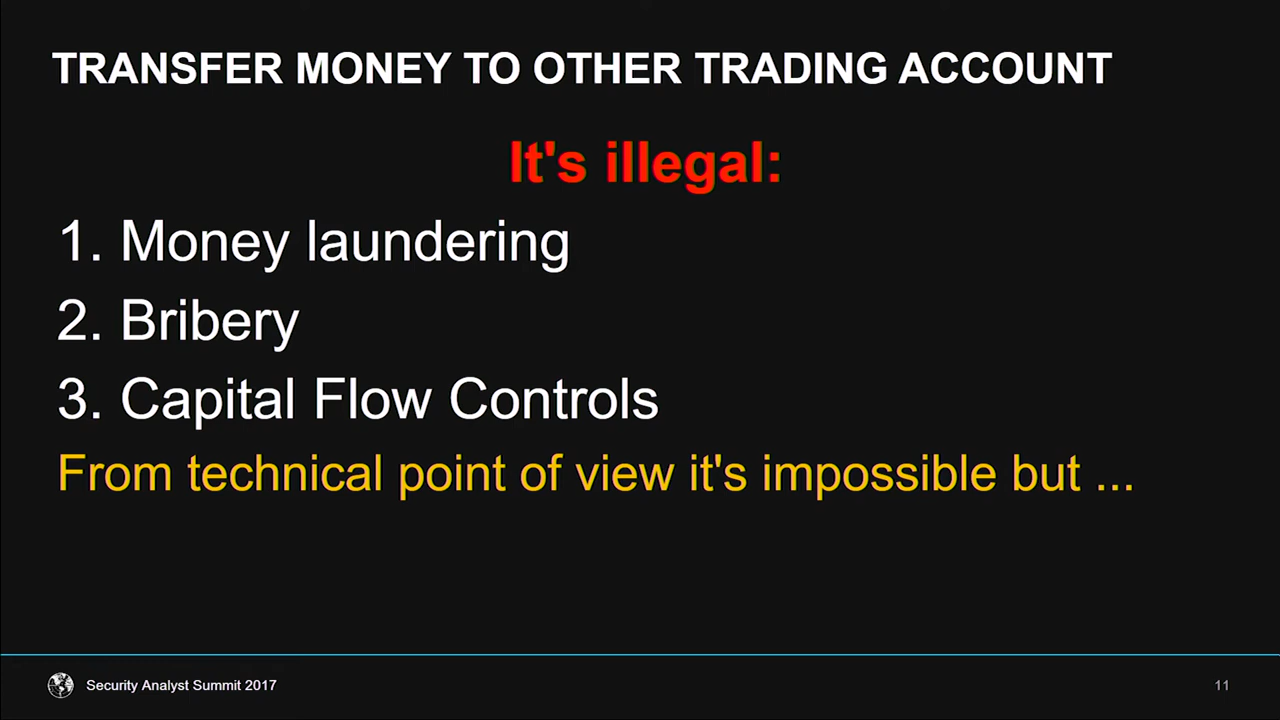 TRANSFER MONEY TO OTHER TRADING ACCOUNT
It's illegal:
1. Money laundering
2. Bribery
3. Capital Flow Controls
From technical point of view it's impossible but ...
Security Analyst Summit 2017
11